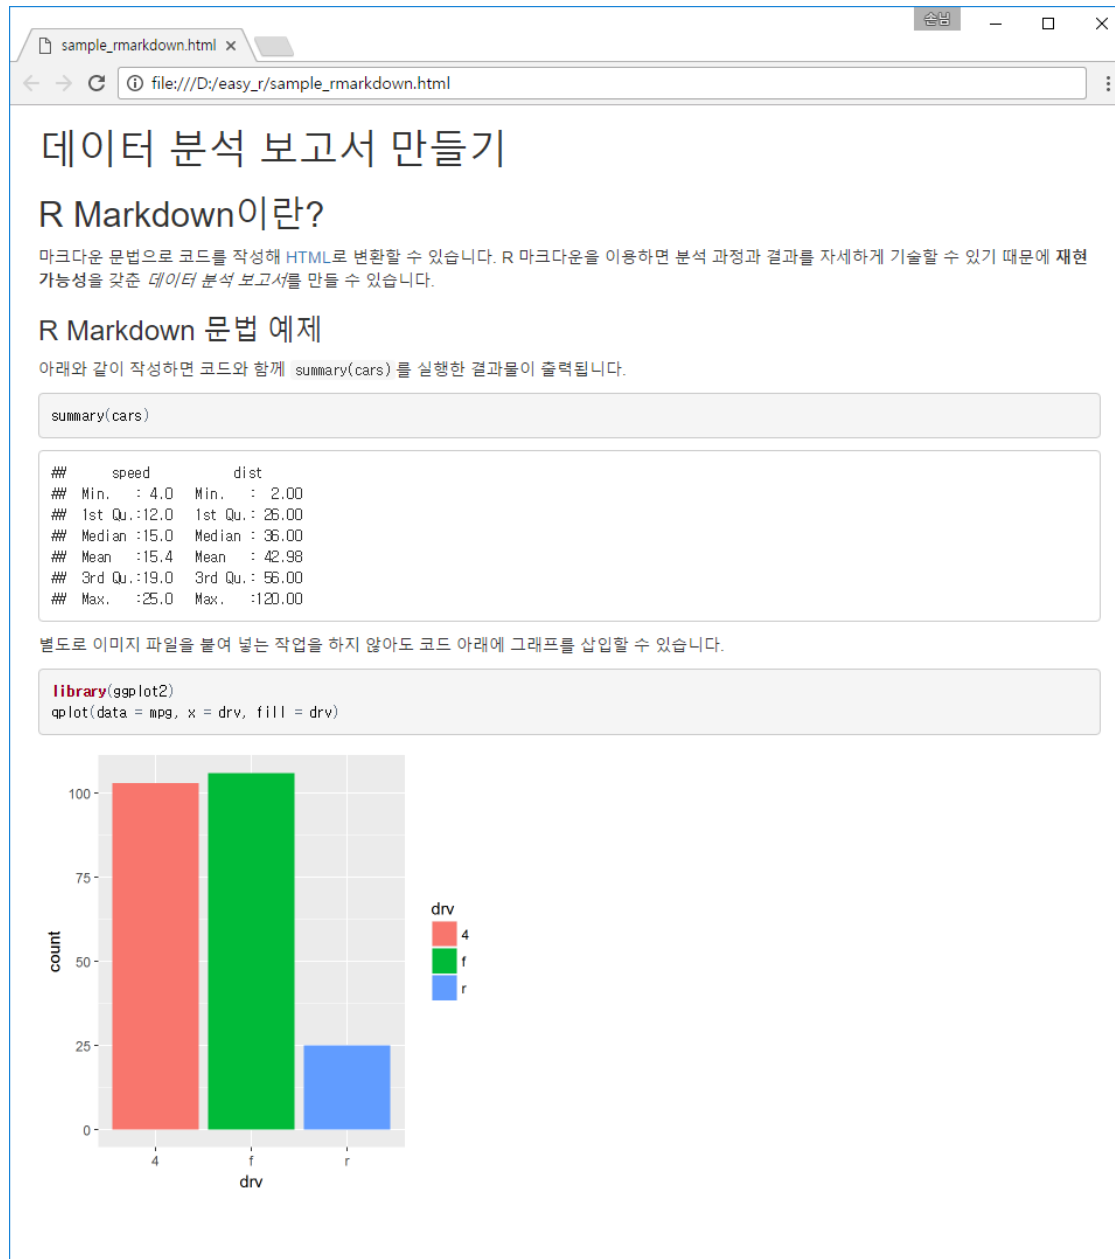 손님
sample_rmarkdown.html
file:///D:/easy_r/sample_rmarkdown.html
데이터 분석 보고서 만들기
R Markdown이란?
마크다운 문법으로 코드를 작성해 HTML로 변환할 수 있습니다. R 마크다운을 이용하면 분석 과정과 결과를 자세하게 기술할 수 있기 때문에 재현
가능성을 갖춘 데이터 분석 보고서를 만들 수 있습니다.
R Markdown 문법 예제
아래와 같이 작성하면 코드와 함께 summary(cars) 를 실행한 결과물이 출력됩니다.
summary(cars)
##      speed           dist
##  Min.   : 4.0   Min.   :  2.00
##  1st Qu.:12.0   1st Qu.: 26.00
##  Median :15.0   Median : 36.00
##  Mean   :15.4   Mean   : 42.98
##  3rd Qu.:19.0   3rd Qu.: 56.00
##  Max.   :25.0   Max.   :120.00
별도로 이미지 파일을 붙여 넣는 작업을 하지 않아도 코드 아래에 그래프를 삽입할 수 있습니다.
library(ggplot2)
qplot(data = mpg, x = drv, fill = drv)
100
75
50
25
0
count
4 f r
drv
drv
4
f
r